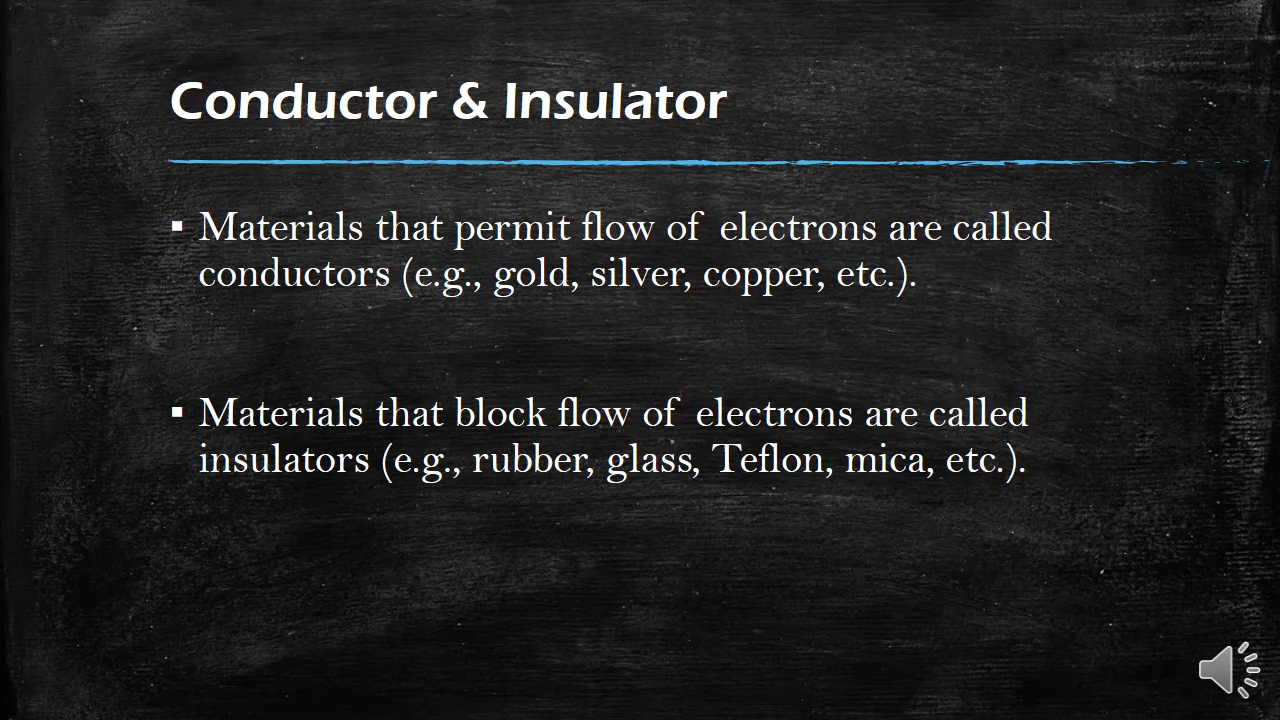 Conductor & Insulator
▪ Materials that permit flow of electrons are called
conductors (e.g., gold, silver, copper, etc.).
▪ Materials that block flow of electrons are called
insulators (e.g., rubber, glass, Teflon, mica, etc.).